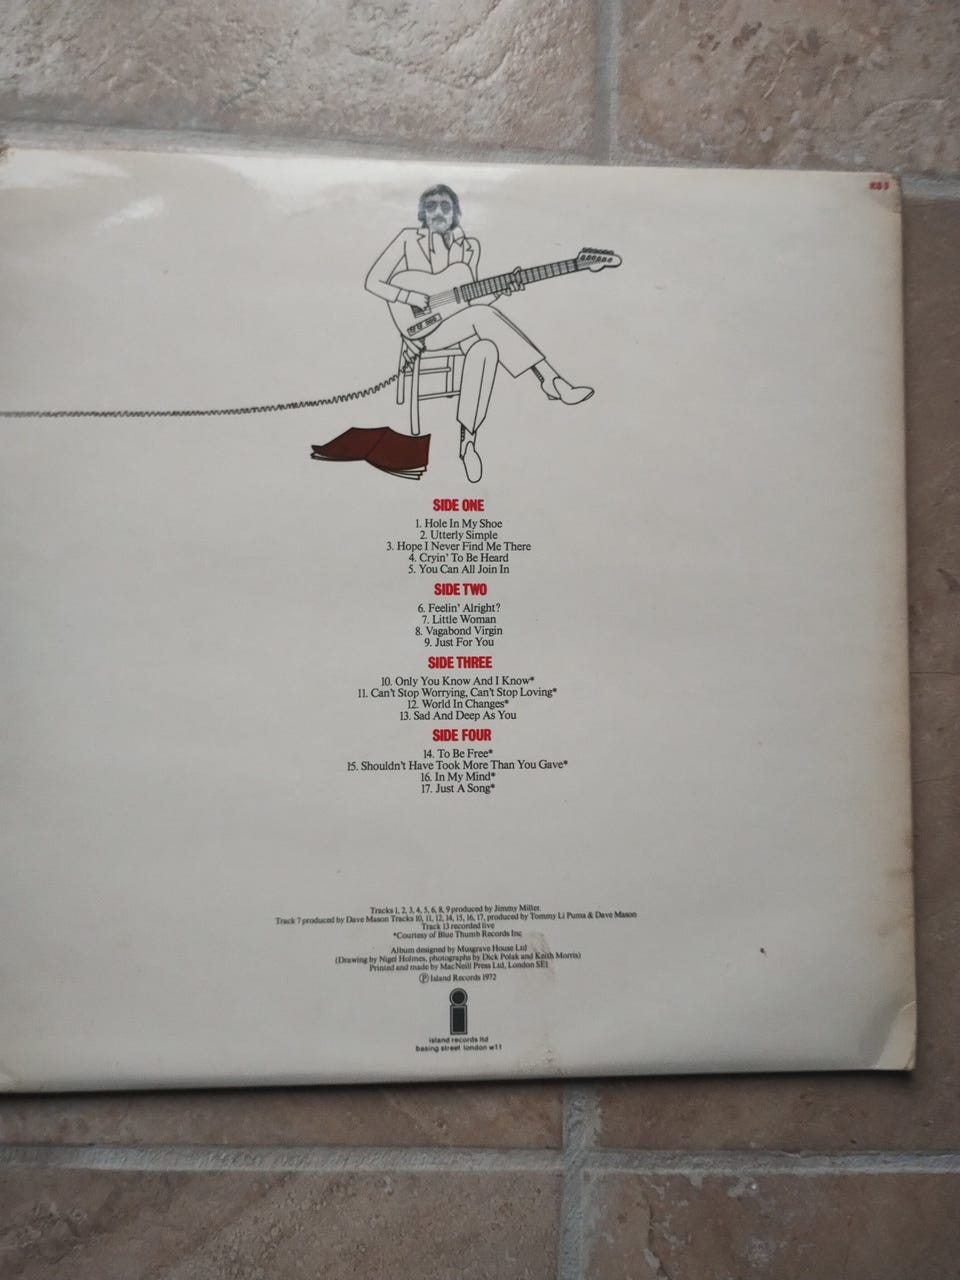 SIDE ONE
1. Hole In My Shoe
2. Utterly Simple
3. Hope I Never Find Me There
4. Cryin' To Be Heard
5. You Can All Join In
SIDE TWO
6. Feelin' Alright?
7. Little Woman
8. Vagabond Virgin
9. Just For You
SIDE THREE
10. Only You Know And I Know*
11. Can't Stop Worrying, Can't Stop Loving*
12. World In Changes*
13. Sad And Deep As You
SIDE FOUR
14. To Be Free*
15. Shouldn't Have Took More Than You Gave*
16. In My Mind*
17. Just A Song*
Tracks 1, 2, 3, 4, 5, 6, 8, 9 produced by Jimmy Miller.
Track 7 produced by Dave Mason Tracks 10, 11, 12, 14, 15, 16, 17, produced by Tommy Li Puma & Dave Mason
Track 13 recorded live
*Courtesy of Blue Thumb Records Inc
Album designed by Musgrave House Ltd
(Drawing by Nigel Holmes, photographs by Dick Polak and Keith Morris)
Printed and made by MacNeill Press Ltd, London SE1
Ⓟ Island Records 1972
island records ltd
basing street london w11